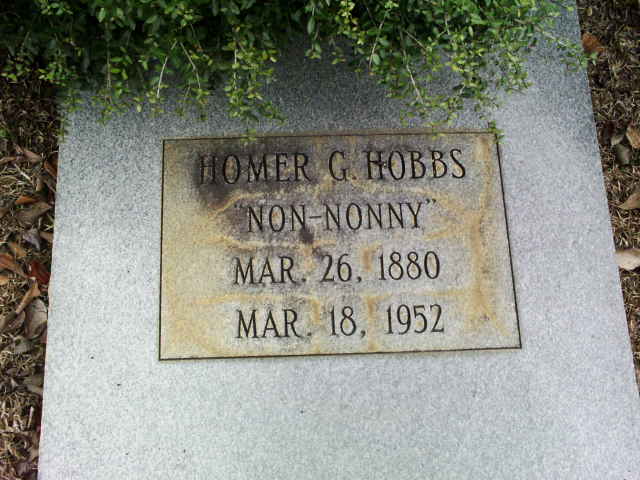 HOMER G. HOBBS
"NON-NONNY"
MAR. 26, 1880
MAR. 18, 1952